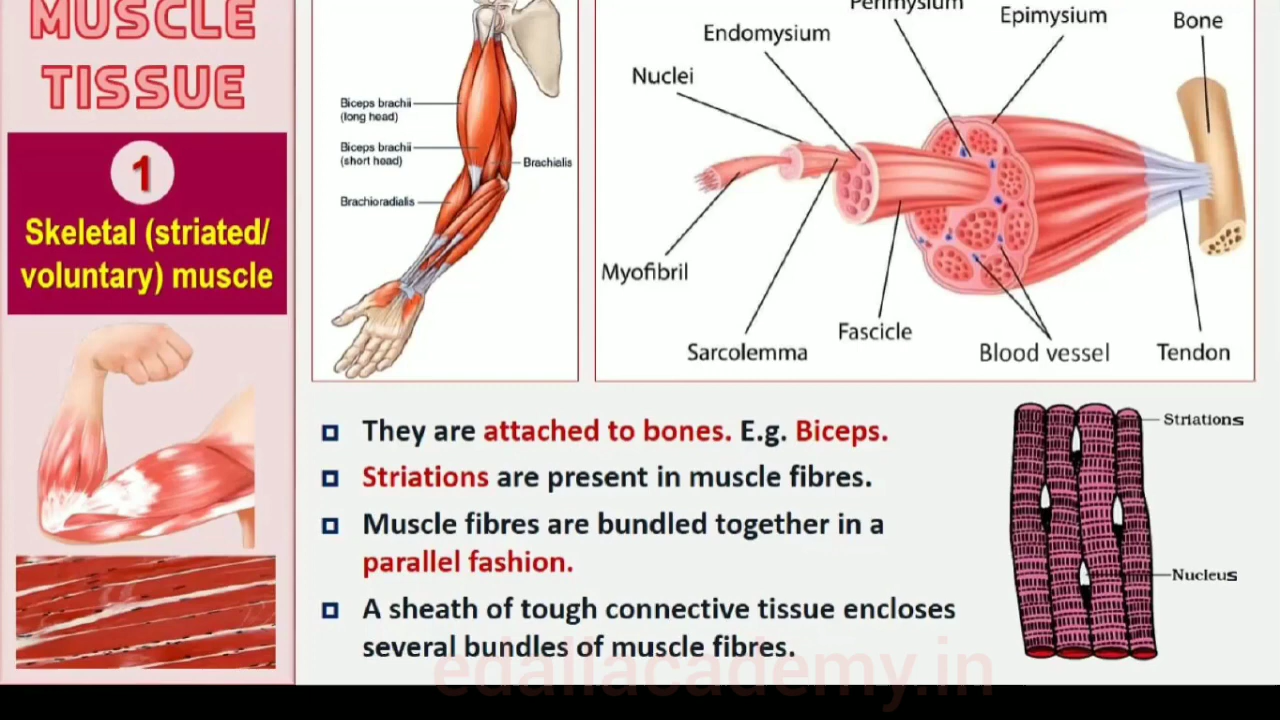 MUSCLE
TISSUE
1
Skeletal (striated/
voluntary) muscle
Biceps brachii
(long head)
Biceps brachii
(short head)
Brachialis
Brachioradialis
Perimysium
Epimysium
Bone
Endomysium
Nuclei
Myofibril
Sarcolemma
Fascicle
Blood vessel
Tendon
They are attached to bones. E.g. Biceps.
Striations are present in muscle fibres.
Muscle fibres are bundled together in a
parallel fashion.
A sheath of tough connective tissue encloses
several bundles of muscle fibres.
Striations
Nucleus
edaliacademy.in